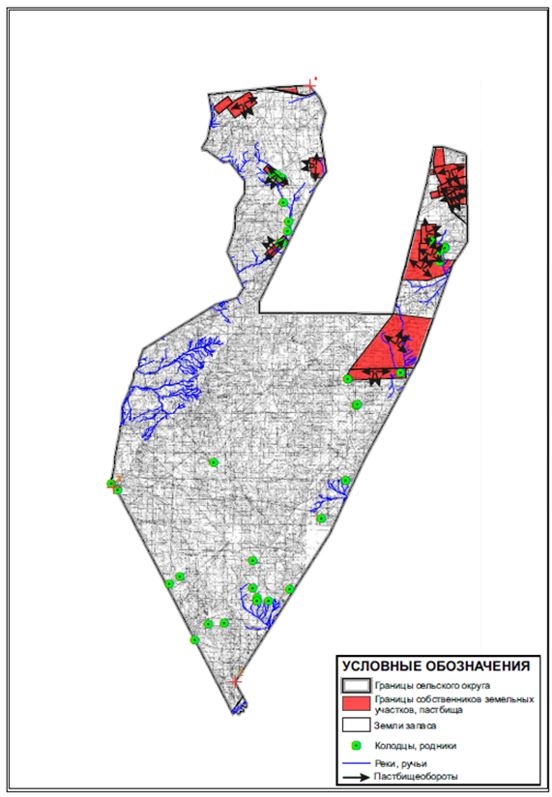 УСЛОВНЫЕ ОБОЗНАЧЕНИЯ
Границы сельского округа
Границы собственников земельных
участков, пастбища
Земли запаса
Колодцы, родники
Реки, ручьи
Пастбищеобороты